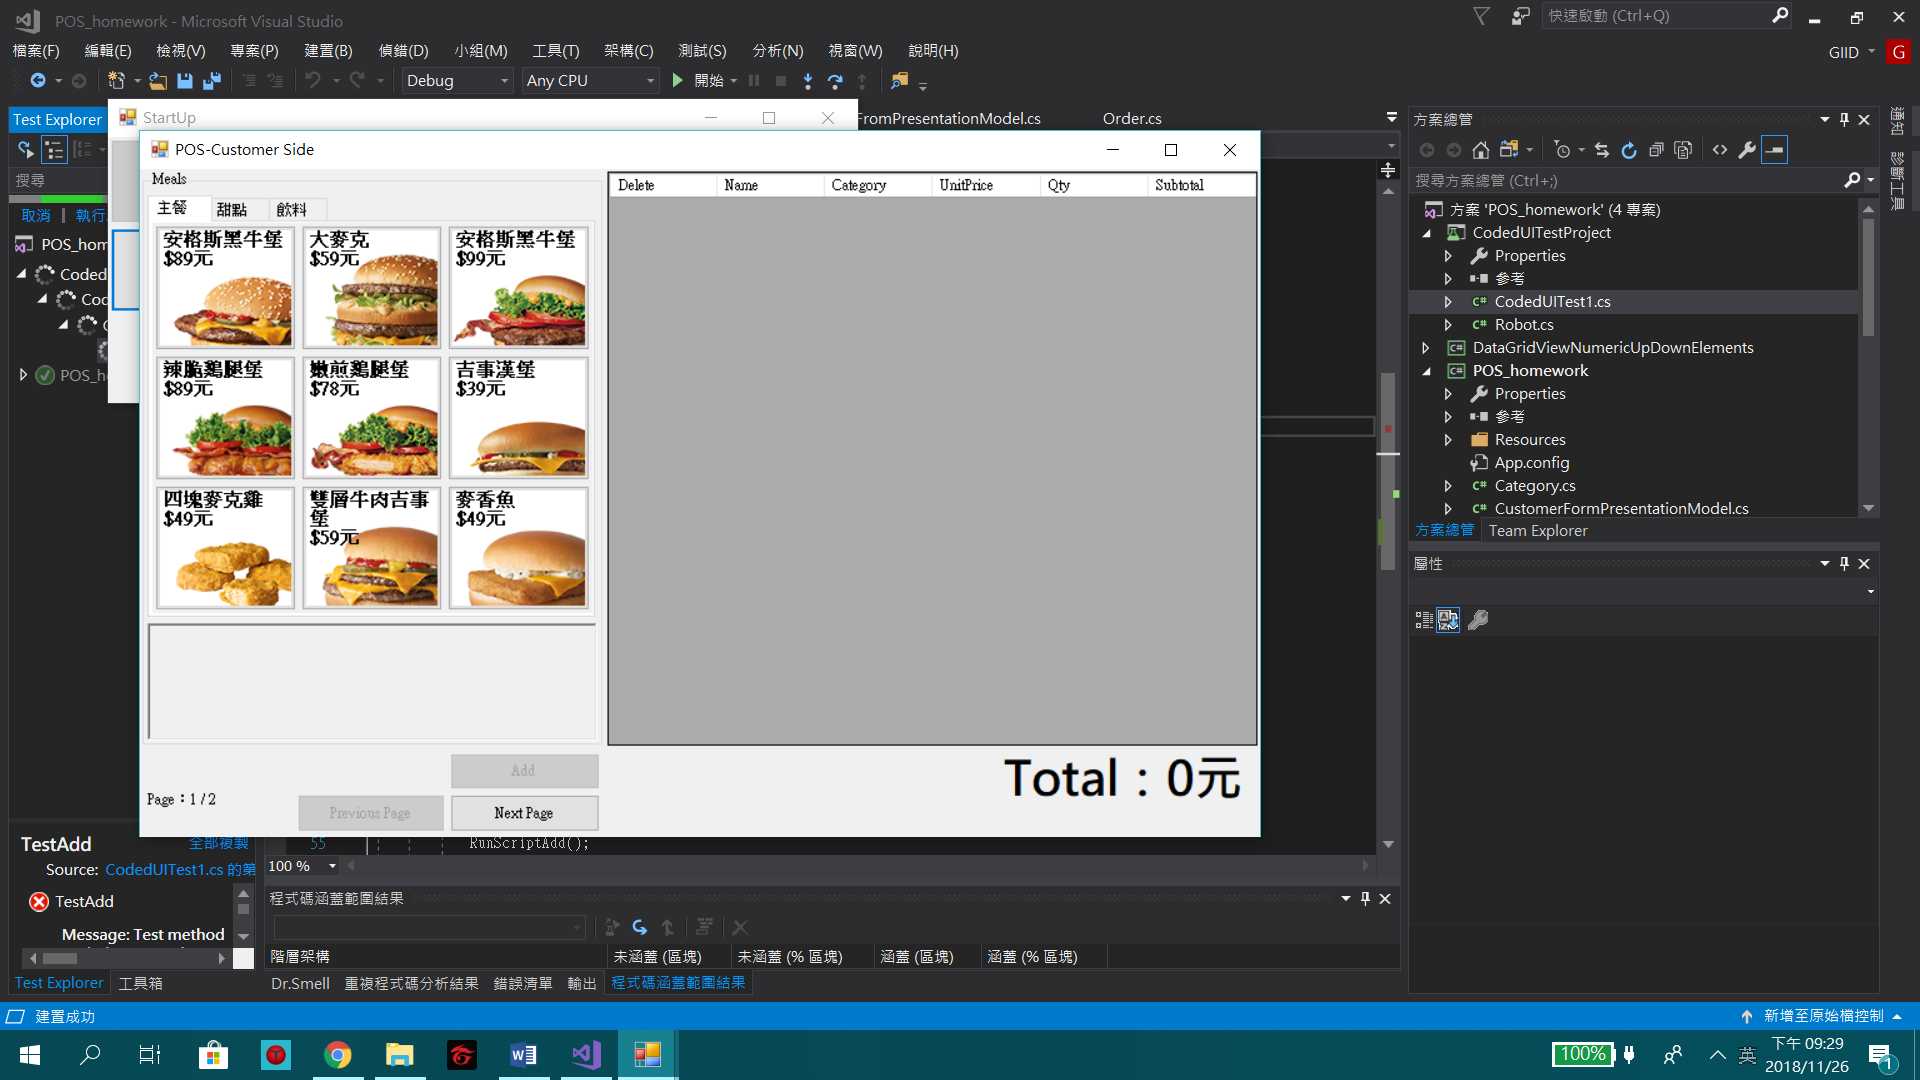 POS_homework - Microsoft Visual Studio
快速啟動 (Ctrl+Q)
檔案(F) 編輯(E) 檢視(V) 專案(P) 建置(B) 偵錯(D) 小組(M) 工具(T) 架構(C) 測試(S) 分析(N) 視窗(W) 說明(H)
GIID G
Debug Any CPU 開始
Test Explorer
StartUp
FromPresentationModel.cs Order.cs
搜尋
取消 執行
POS_hom
Coded
Coc
POS_h
POS-Customer Side
Meals
主餐 甜點 飲料
安格斯黑牛堡
$89元
大麥克
$59元
安格斯黑牛堡
$99元
辣脆雞腿堡
$89元
嫩煎雞腿堡
$78元
吉事漢堡
$39元
四塊麥克雞
$49元
雙層牛肉吉事
堡
$59元
麥香魚
$49元
Delete Name Category UnitPrice Qty Subtotal
Add
Page：1 / 2
Previous Page
Next Page
Total：0元
方案總管
搜尋方案總管 (Ctrl+;)
方案 'POS_homework' (4 專案)
CodedUITestProject
Properties
參考
CodedUITest1.cs
Robot.cs
DataGridViewNumericUpDownElements
POS_homework
Properties
參考
Resources
App.config
Category.cs
CustomerFormPresentationModel.cs
方案總管 Team Explorer
屬性
通知
診斷工具
TestAdd 全部複製
Source: CodedUITest1.cs 的第
TestAdd
Message: Test method
Test Explorer 工具箱
55 RunScriptAdd();
100 %
程式碼涵蓋範圍結果
階層架構 未涵蓋 (區塊) 未涵蓋 (% 區塊) 涵蓋 (區塊) 涵蓋 (% 區塊)
Dr.Smell 重複程式碼分析結果 錯誤清單 輸出 程式碼涵蓋範圍結果
建置成功
新增至原始檔控制
100%
英
下午 09:29
2018/11/26
1